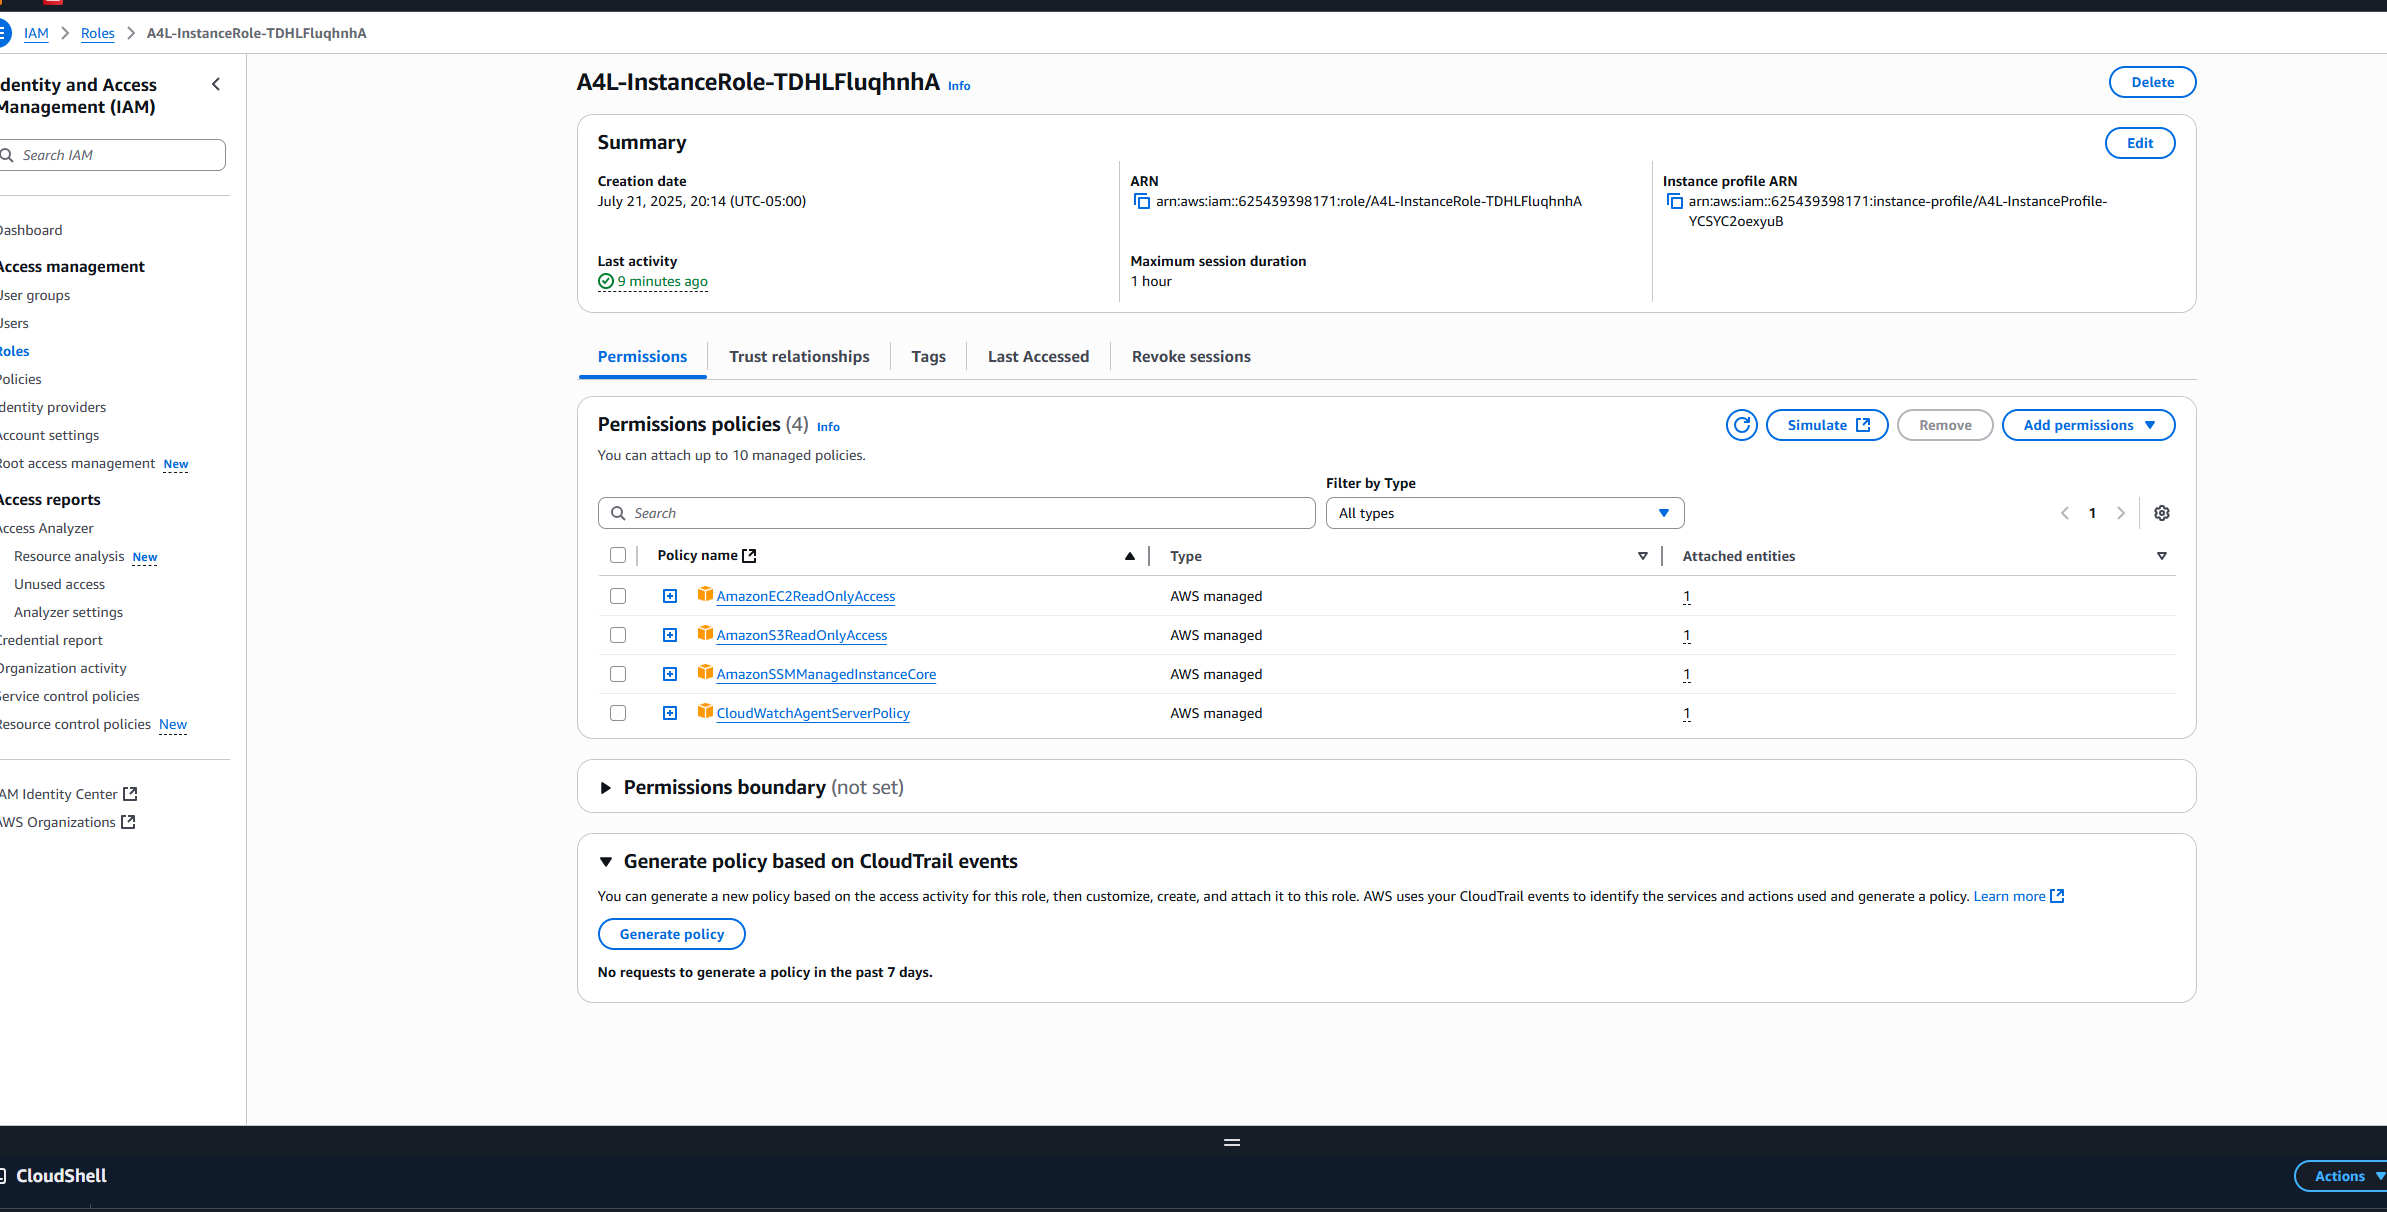 IAM > Roles > A4L-InstanceRole-TDHLFluqhnhA
dentity and Access
Management (IAM)
Search IAM
Dashboard
Access management
User groups
Users
Roles
Policies
dentity providers
Account settings
Root access management New
Access reports
Access Analyzer
Resource analysis New
Unused access
Analyzer settings
Credential report
Organization activity
Service control policies
Resource control policies New
AM Identity Center
AWS Organizations
A4L-InstanceRole-TDHLFluqhnhA Info
Delete
Summary
Edit
Creation date
July 21, 2025, 20:14 (UTC-05:00)
ARN
arn:aws:iam::625439398171:role/A4L-InstanceRole-TDHLFluqhnhA
Instance profile ARN
arn:aws:iam::625439398171:instance-profile/A4L-InstanceProfile-
YCSYC2oexyuB
Last activity
9 minutes ago
Maximum session duration
1 hour
Permissions
Trust relationships
Tags
Last Accessed
Revoke sessions
Permissions policies (4) Info
Simulate
Remove
Add permissions
You can attach up to 10 managed policies.
Filter by Type
Search
All types
1
Policy name
Type
Attached entities
AmazonEC2ReadOnlyAccess AWS managed 1
AmazonS3ReadOnlyAccess AWS managed 1
AmazonSSMManagedInstanceCore AWS managed 1
CloudWatchAgentServerPolicy AWS managed 1
Permissions boundary (not set)
Generate policy based on CloudTrail events
You can generate a new policy based on the access activity for this role, then customize, create, and attach it to this role. AWS uses your CloudTrail events to identify the services and actions used and generate a policy. Learn more
Generate policy
No requests to generate a policy in the past 7 days.
CloudShell
Actions